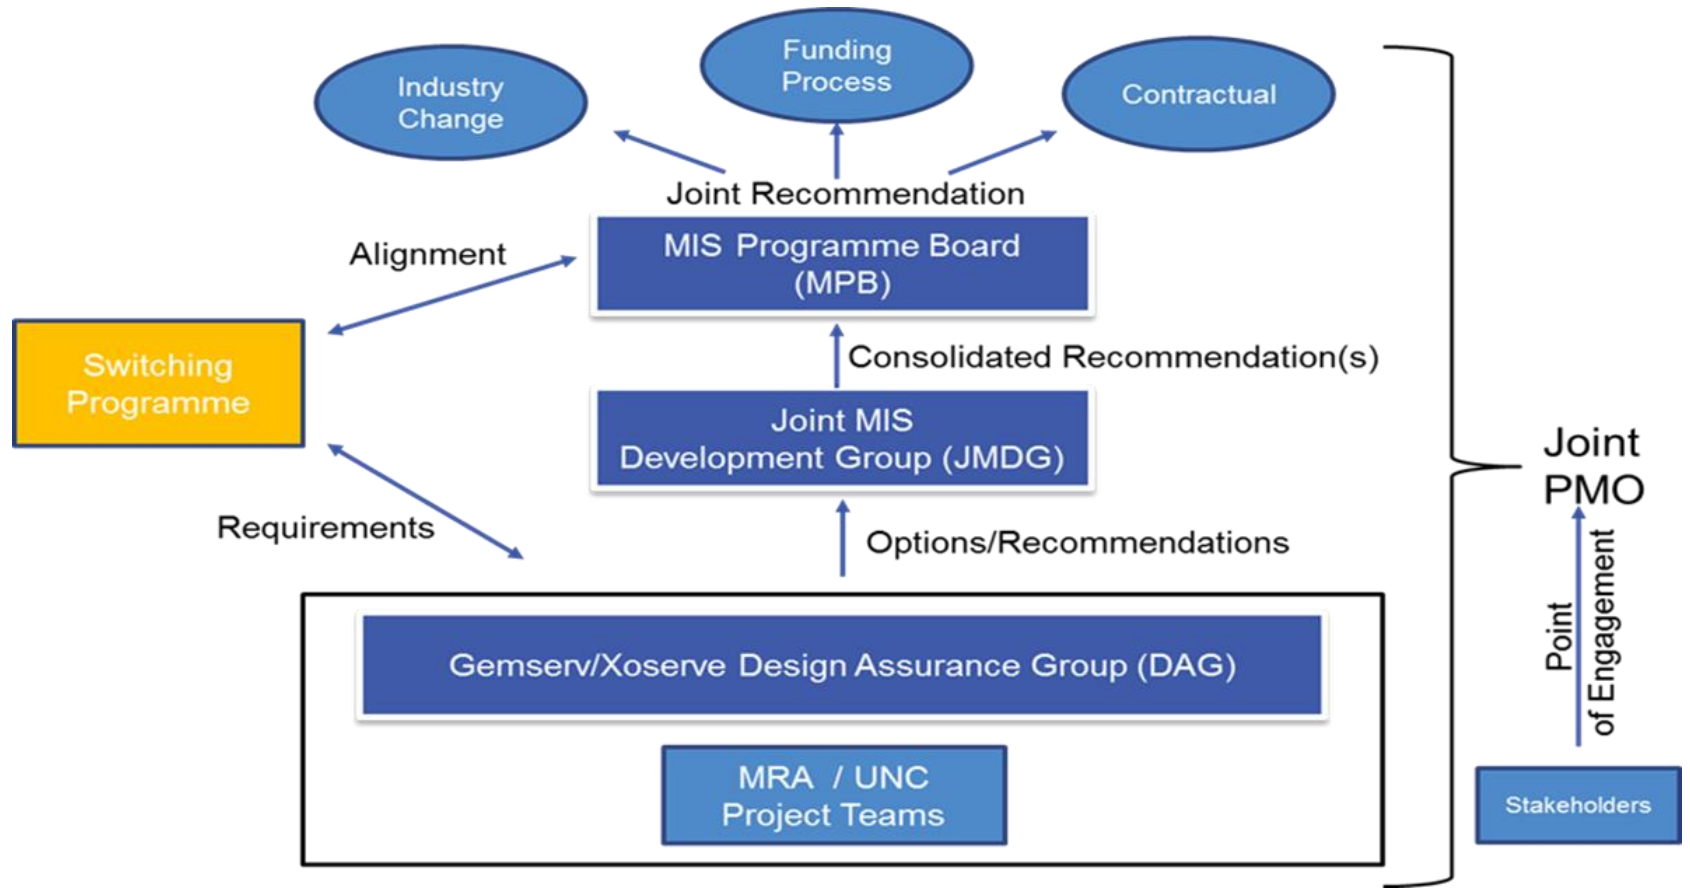 Funding
Process
Industry
Change
Contractual
Joint Recommendation
MIS Programme Board
(MPB)
Alignment
Switching
Programme
Consolidated Recommendation(s)
Joint MIS
Development Group (JMDG)
Joint
PMO
Requirements
Options/Recommendations
Point
of Engagement
Gemserv/Xoserve Design Assurance Group (DAG)
MRA / UNC
Project Teams
Stakeholders